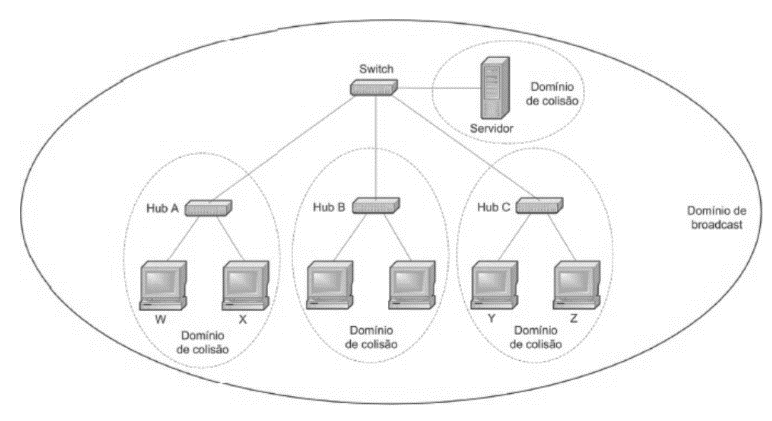 Switch
Servidor
Domínio
de colisão
Hub A
Hub B
Hub C
Domínio de
broadcast
W
X
Y
Z
Domínio
de colisão
Domínio
de colisão
Domínio
de colisão